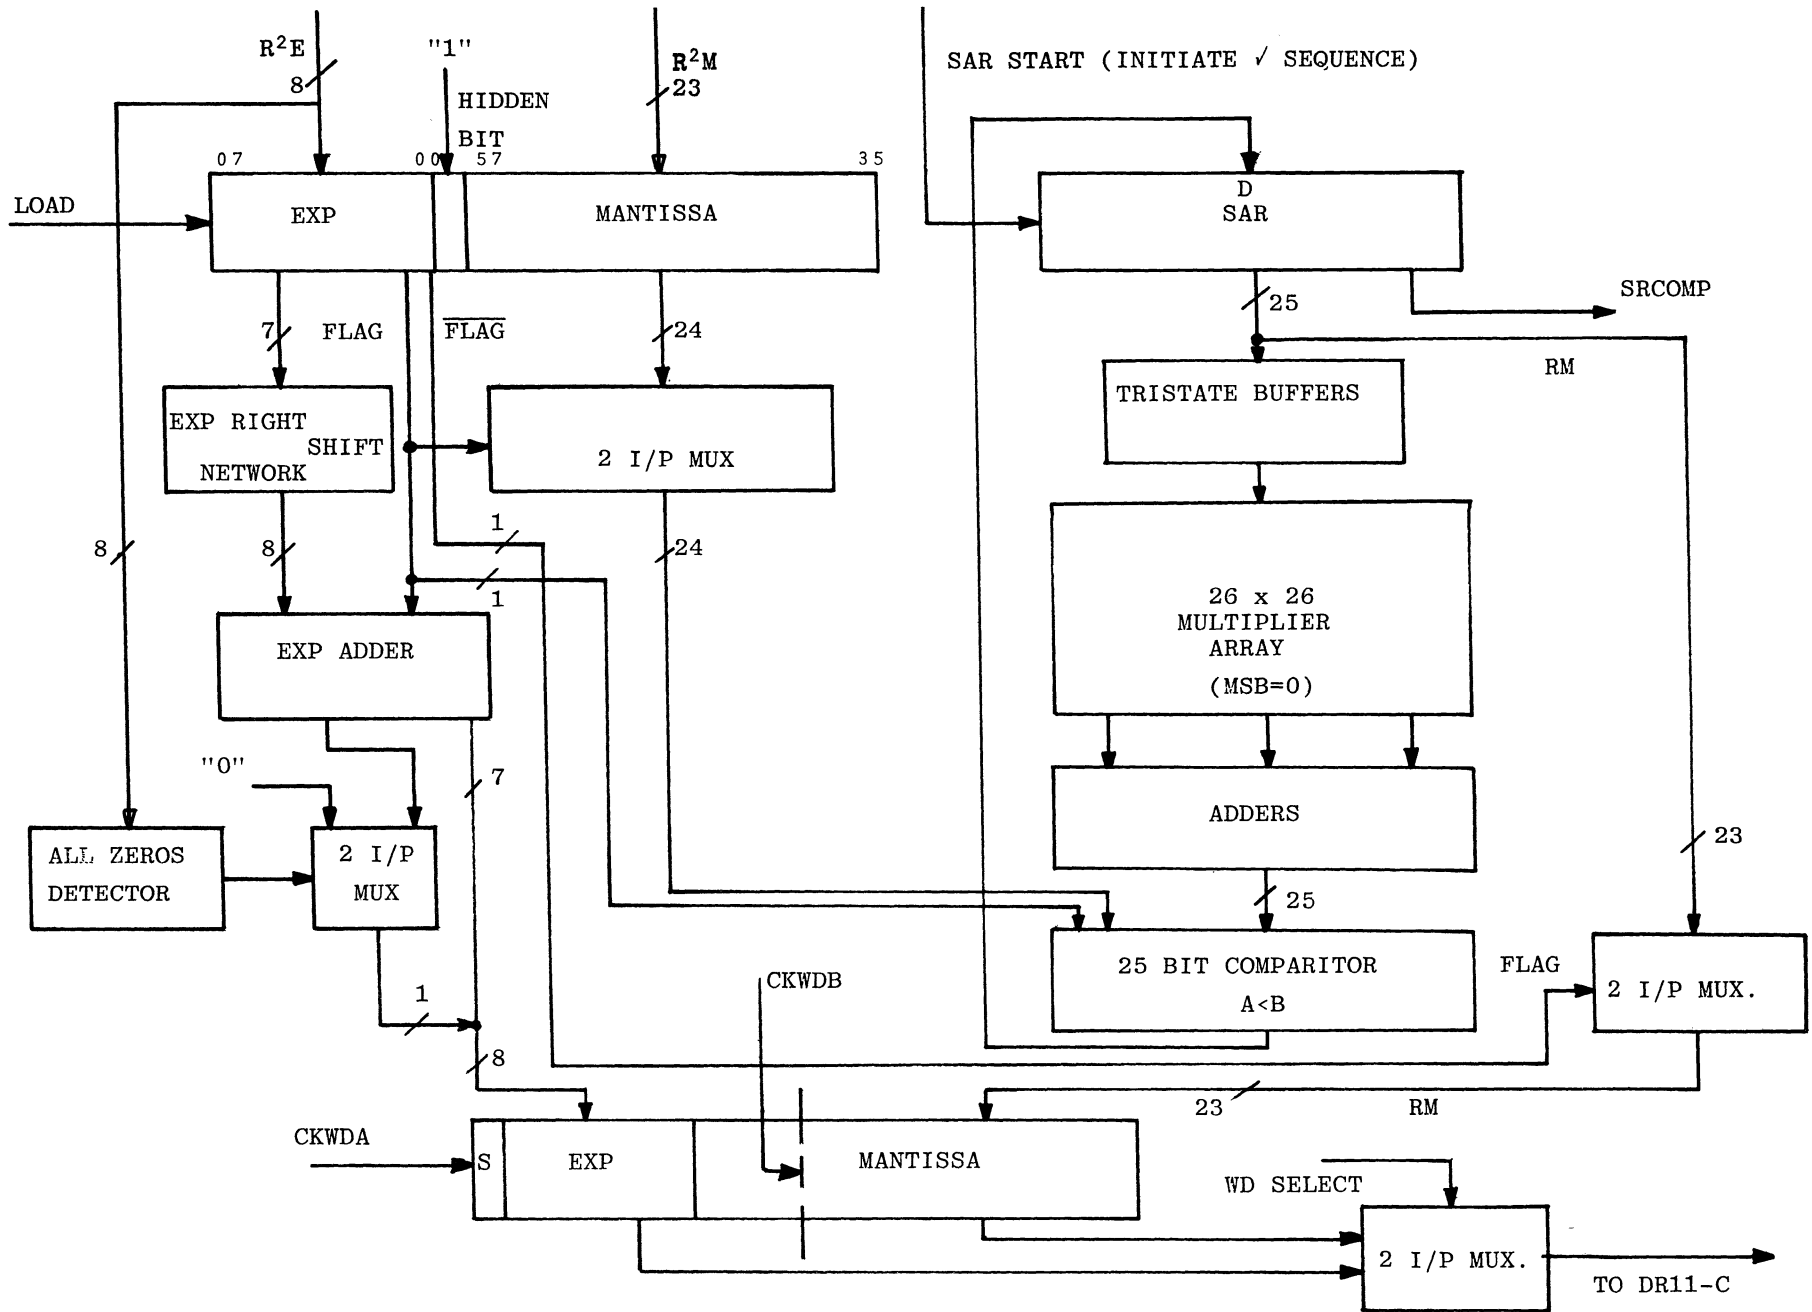 R²E
8
"1"
HIDDEN
BIT
R²M
23
SAR START (INITIATE √ SEQUENCE)
07
00
57
35
LOAD
EXP
MANTISSA
D
SAR
7
FLAG
FLAG
24
25
SRCOMP
RM
EXP RIGHT
SHIFT
NETWORK
2 I/P MUX
TRISTATE BUFFERS
8
8
1
24
1
26 x 26
MULTIPLIER
ARRAY
(MSB=0)
EXP ADDER
"0"
7
ADDERS
23
ALL ZEROS
DETECTOR
2 I/P
MUX
25
25 BIT COMPARITOR
A<B
FLAG
2 I/P MUX.
CKWDB
1
8
23
RM
CKWDA
S
EXP
MANTISSA
WD SELECT
2 I/P MUX.
TO DR11-C